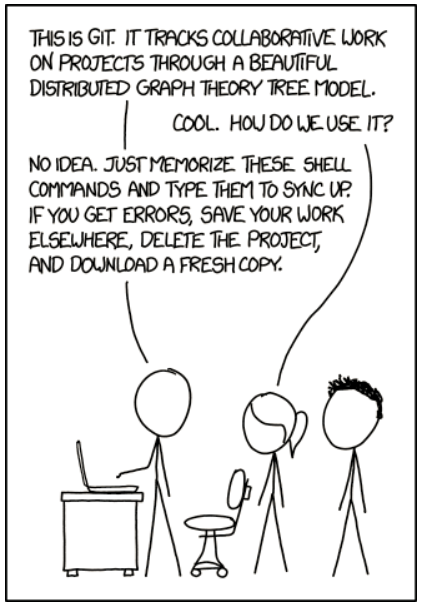 THIS IS GIT. IT TRACKS COLLABORATIVE WORK
ON PROJECTS THROUGH A BEAUTIFUL
DISTRIBUTED GRAPH THEORY TREE MODEL.
COOL. HOW DO WE USE IT?
NO IDEA. JUST MEMORIZE THESE SHELL
COMMANDS AND TYPE THEM TO SYNC UP.
IF YOU GET ERRORS, SAVE YOUR WORK
ELSEWHERE, DELETE THE PROJECT,
AND DOWNLOAD A FRESH COPY.